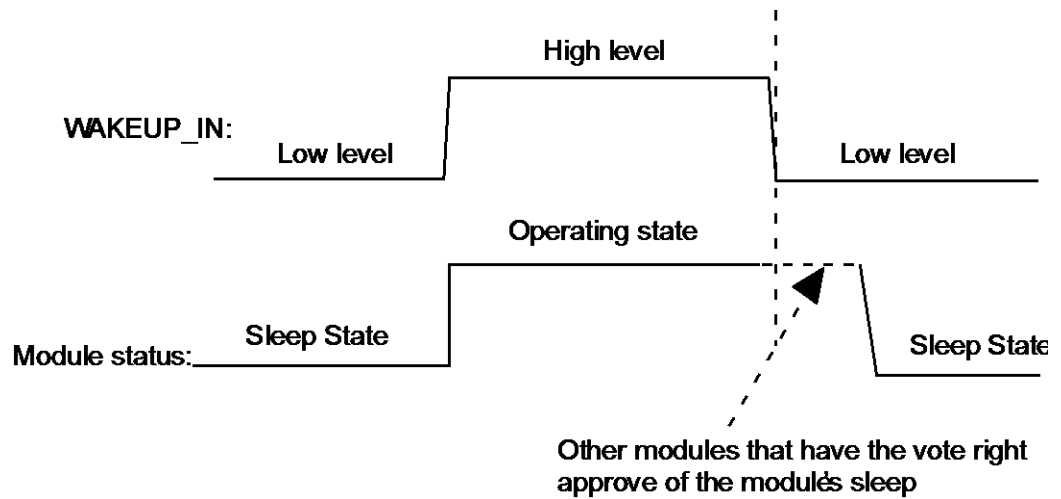 High level
WAKEUP_IN:
Low level
Low level
Operating state
Sleep State
Module status:
Sleep State
Other modules that have the vote right
approve of the module's sleep